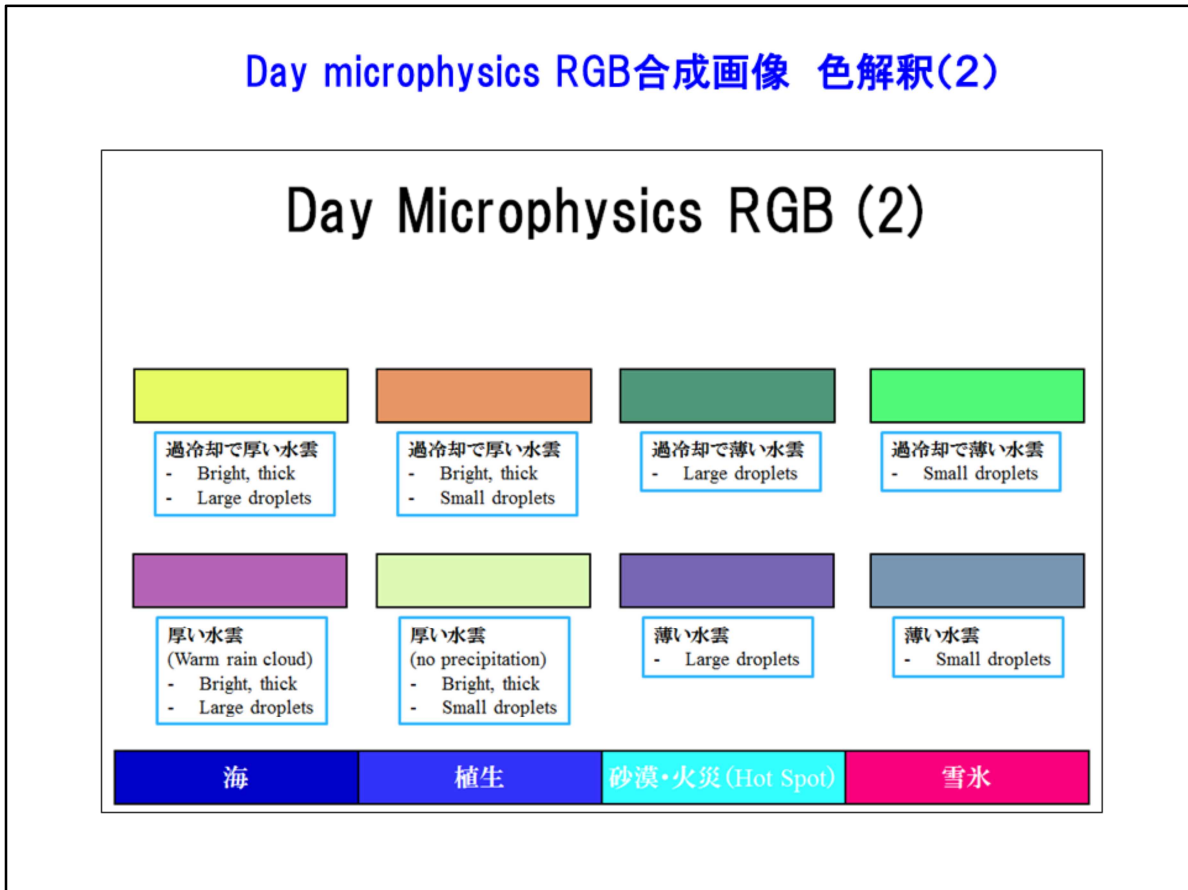 Day microphysics RGB合成画像 色解釈(2)
Day Microphysics RGB (2)
過冷却で厚い水雲
- Bright, thick
- Large droplets
過冷却で厚い水雲
- Bright, thick
- Small droplets
過冷却で薄い水雲
- Large droplets
過冷却で薄い水雲
- Small droplets
厚い水雲
(Warm rain cloud)
- Bright, thick
- Large droplets
厚い水雲
(no precipitation)
- Bright, thick
- Small droplets
薄い水雲
- Large droplets
薄い水雲
- Small droplets
海
植生
砂漠・火災(Hot Spot)
雪氷